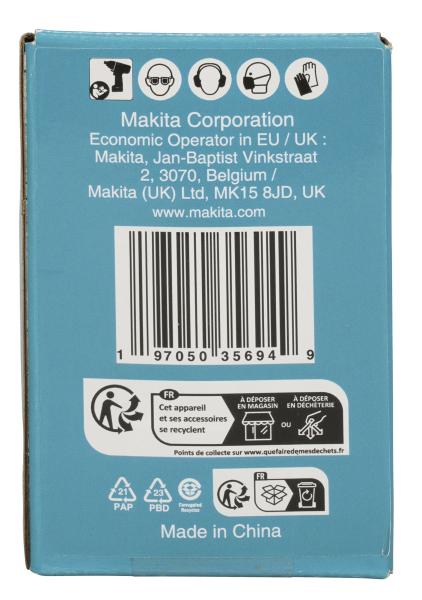 Makita Corporation
Economic Operator in EU / UK :
Makita, Jan-Baptist Vinkstraat
2, 3070, Belgium /
Makita (UK) Ltd, MK15 8JD, UK
www.makita.com
1 97050 35694 9
FR
Cet appareil
et ses accessoires
se recyclent
À DÉPOSER
EN MAGASIN
OU
À DÉPOSER
EN DÉCHÈTERIE
Points de collecte sur www.quefairedemesdechets.fr
21
PAP
23
PBD
Corrugated
Recycles
FR
Made in China